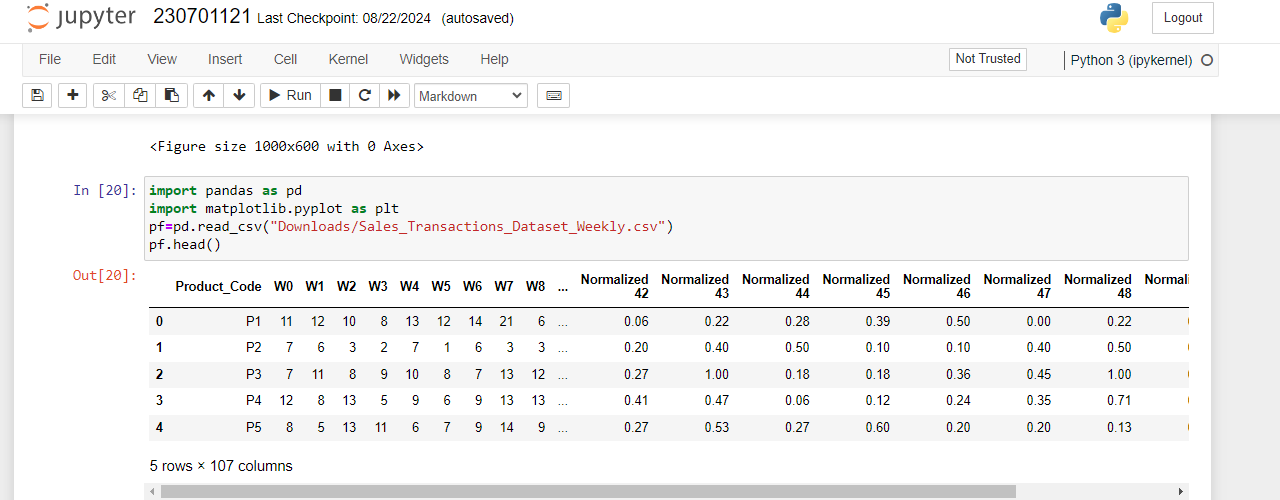 jupyter 230701121 Last Checkpoint: 08/22/2024 (autosaved) Logout
File Edit View Insert Cell Kernel Widgets Help Not Trusted Python 3 (ipykernel)
Run Markdown
<Figure size 1000x600 with 0 Axes>
In [20]: import pandas as pd
import matplotlib.pyplot as plt
pf=pd.read_csv("Downloads/Sales_Transactions_Dataset_Weekly.csv")
pf.head()
Out[20]:
Product_Code W0 W1 W2 W3 W4 W5 W6 W7 W8 ... Normalized 42 Normalized 43 Normalized 44 Normalized 45 Normalized 46 Normalized 47 Normalized 48
0 P1 11 12 10 8 13 12 14 21 6 ... 0.06 0.22 0.28 0.39 0.50 0.00 0.22
1 P2 7 6 3 2 7 1 6 3 3 ... 0.20 0.40 0.50 0.10 0.10 0.40 0.50
2 P3 7 11 8 9 10 8 7 13 12 ... 0.27 1.00 0.18 0.18 0.36 0.45 1.00
3 P4 12 8 13 5 9 6 9 13 13 ... 0.41 0.47 0.06 0.12 0.24 0.35 0.71
4 P5 8 5 13 11 6 7 9 14 9 ... 0.27 0.53 0.27 0.60 0.20 0.20 0.13
5 rows × 107 columns